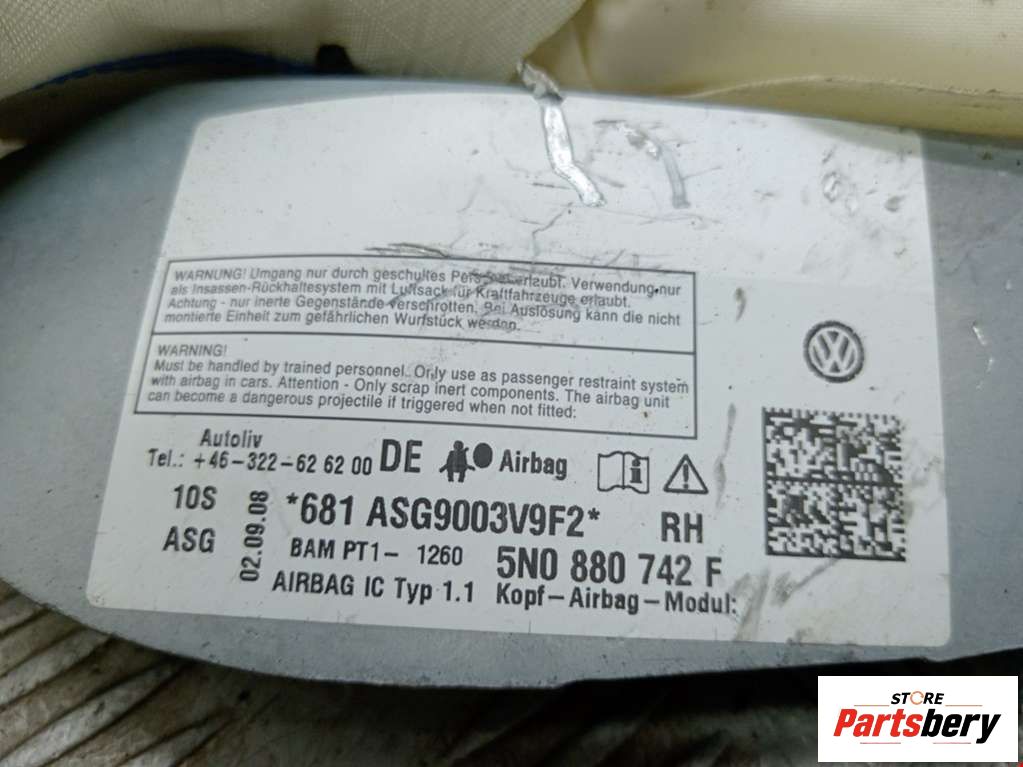 WARNUNG! Umgang nur durch geschultes erlaubt. Verwendung nur
als Insassen-Rückhaltesystem mit Luftsack für Kraftfahrzeuge erlaubt.
Achtung - nur inerte Gegenstände verschrotten. Bei Auslösung kann die nicht
montierte Einheit zum gefährlichen Wurfstück werden.
WARNING!
Must be handled by trained personnel. Only use as passenger restraint system
with airbag in cars. Attention - Only scrap inert components. The airbag unit
can become a dangerous projectile if triggered when not fitted:
Autoliv
Tel.: +46-322-62 62 00 DE Airbag
10S
ASG
02.09.08
*681 ASG9003V9F2* RH
BAM PT1- 1260 5N0 880 742 F
AIRBAG IC Typ 1.1 Kopf-Airbag-Modul:
STORE
Partsbery